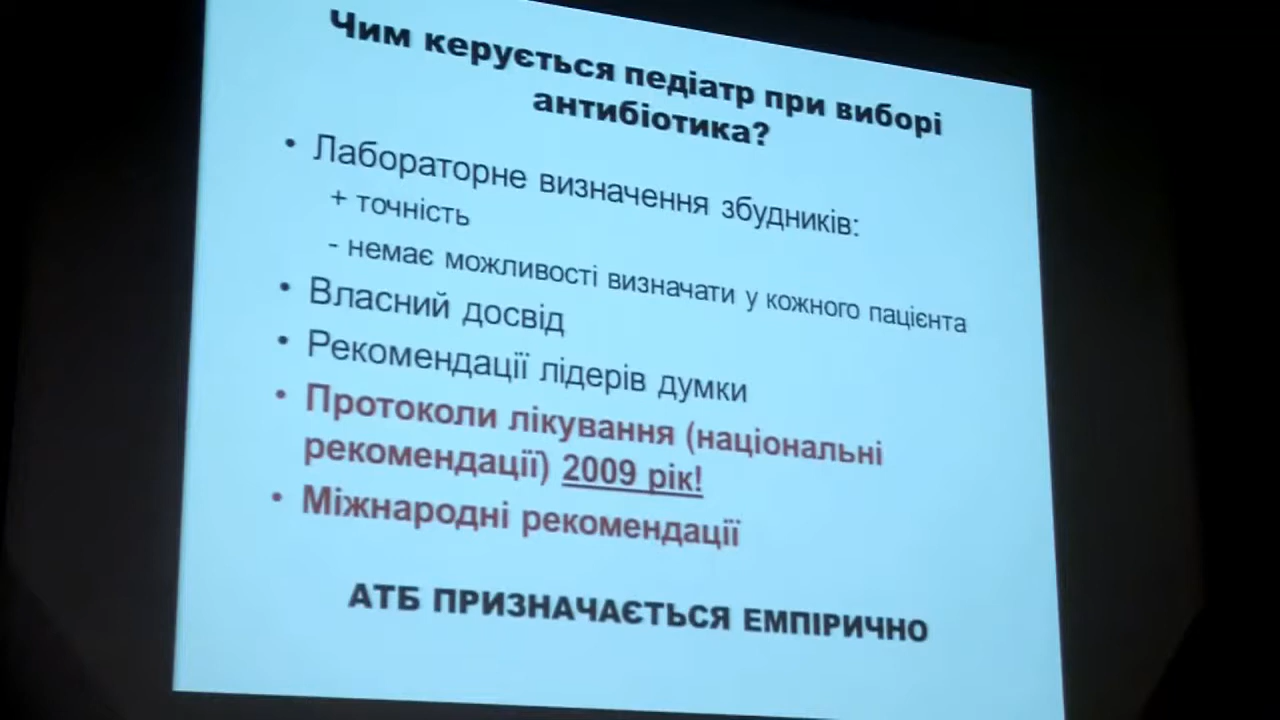 Чим керується педіатр при виборі
антибіотика?
• Лабораторне визначення збудників:
+ точність
- немає можливості визначати у кожного пацієнта
• Власний досвід
• Рекомендації лідерів думки
• Протоколи лікування (національні
рекомендації) 2009 рік!
• Міжнародні рекомендації
АТБ ПРИЗНАЧАЄТЬСЯ ЕМПІРИЧНО